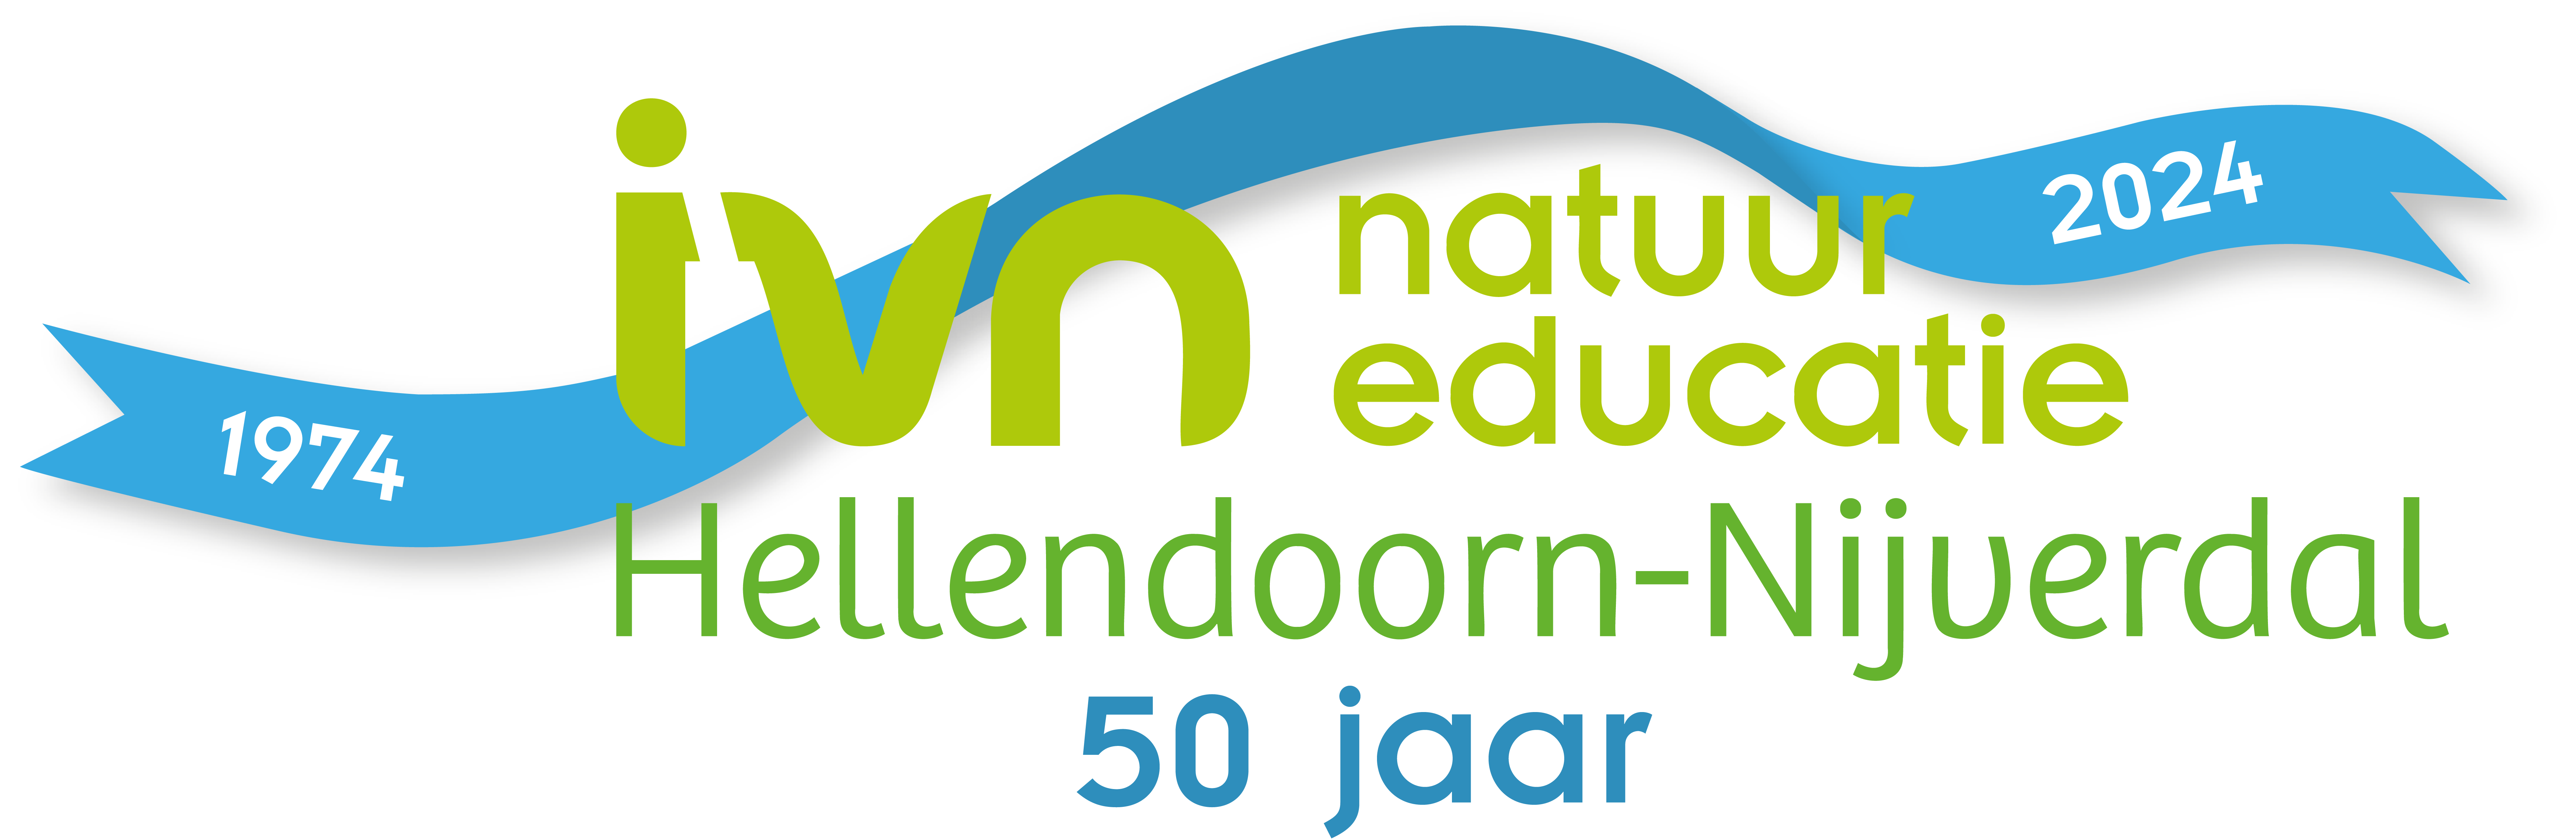 1974
2024
ivn natuur
educatie
Hellendoorn-Nijverdal
50 jaar